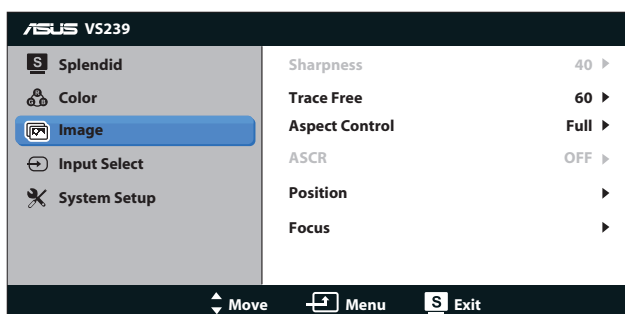 ASUS VS239
S Splendid
Color
Image
Input Select
System Setup
Sharpness 40
Trace Free 60
Aspect Control Full
ASCR OFF
Position
Focus
Move Menu S Exit